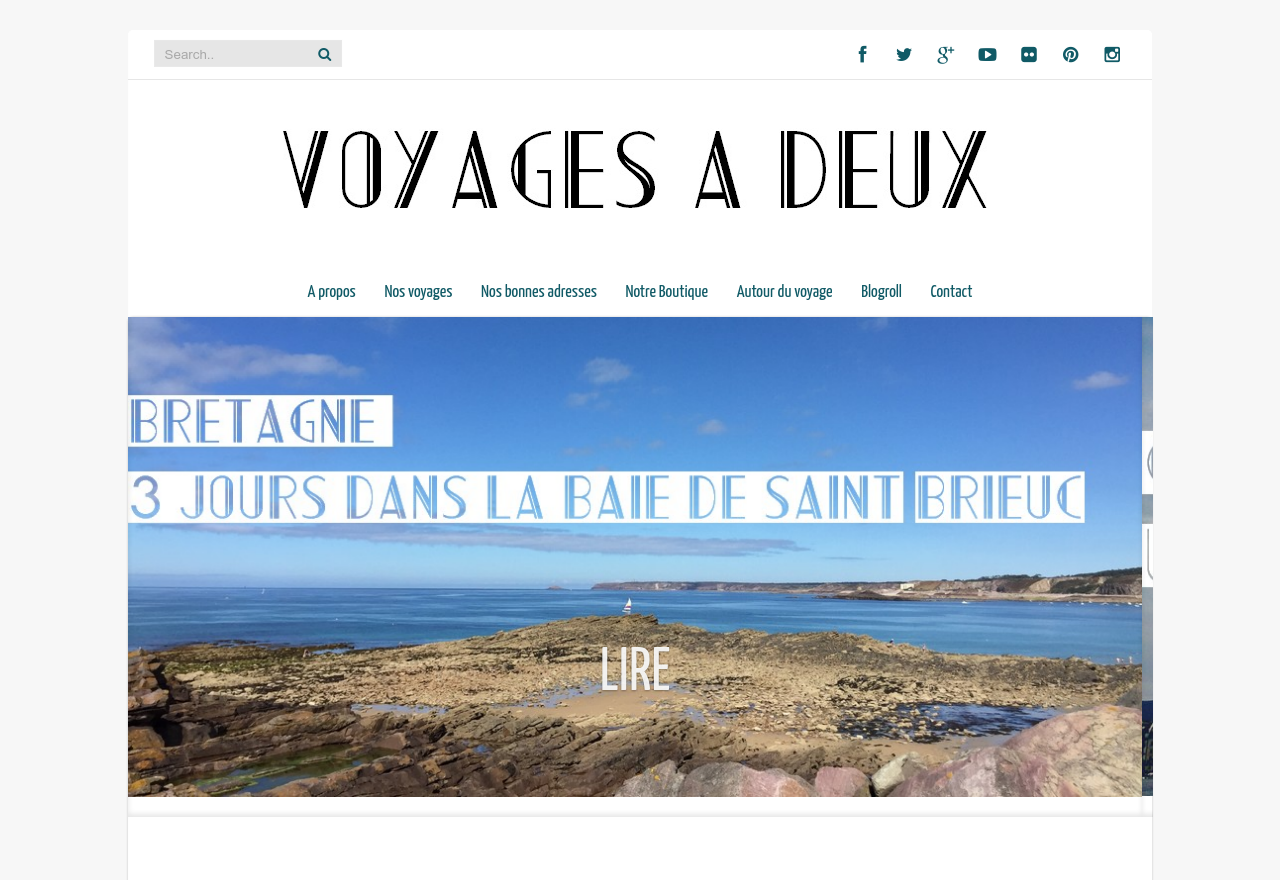 Search..
VOYAGES A DEUX
A propos Nos voyages Nos bonnes adresses Notre Boutique Autour du voyage Blogroll Contact
BRETAGNE
3 JOURS DANS LA BAIE DE SAINT BRIEUC
LIRE